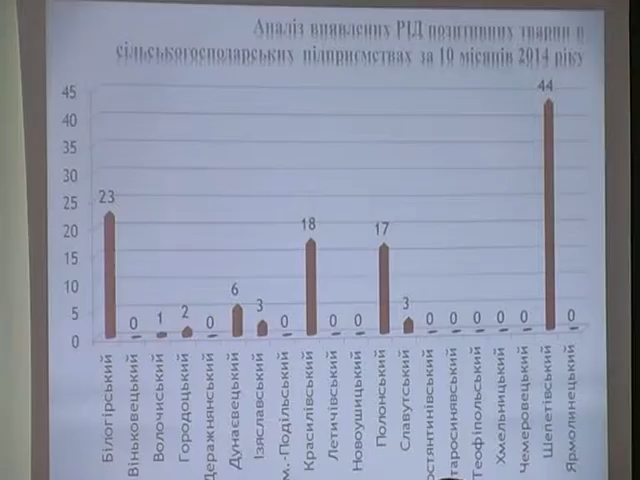 Аналіз виявлених РІД позитивних тварин в
сільськогосподарських підприємствах за 10 місяців 2014 року
45
40
35
30
25
20
15
10
5
0
23
0
1
2
0
6
3
0
18
0
0
17
3
0
0
0
0
0
44
0
Білогірський
Віньковецький
Волочиський
Городоцький
Деражнянський
Дунаєвецький
Ізяславський
м.-Подільський
Красилівський
Летичівський
Новоушицький
Полонський
Славутський
остянтинівський
таросинявський
Теофіпольський
Хмельницький
Чемеровецький
Шепетівський
Ярмолинецький